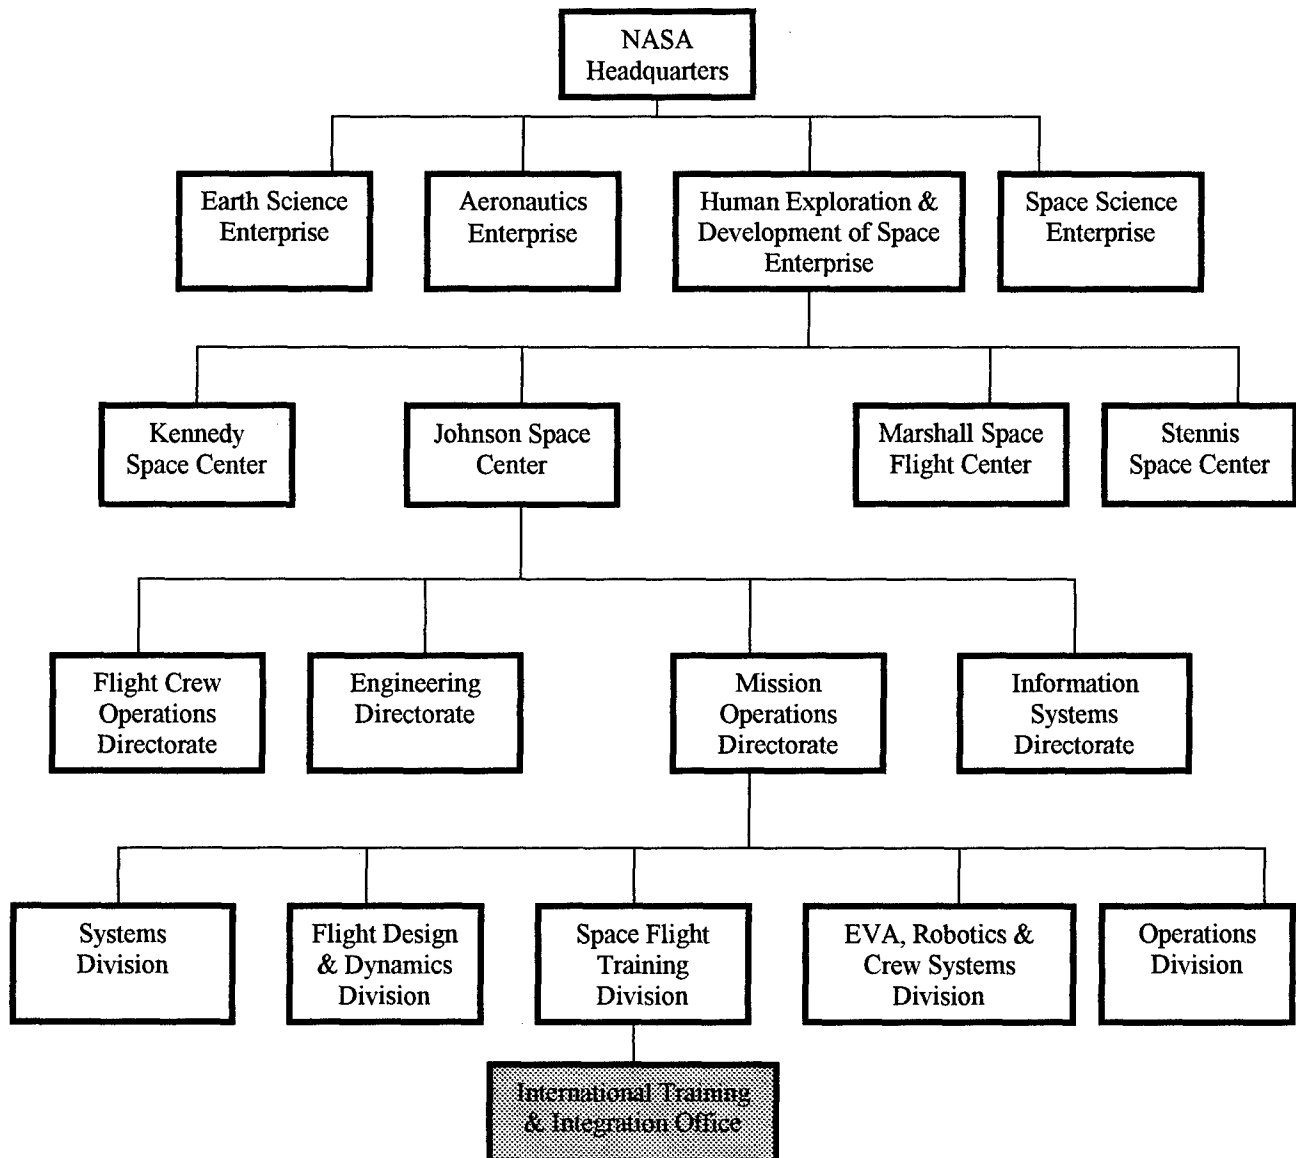 NASA
Headquarters
Earth Science
Enterprise
Aeronautics
Enterprise
Human Exploration &
Development of Space
Enterprise
Space Science
Enterprise
Kennedy
Space Center
Johnson Space
Center
Marshall Space
Flight Center
Stennis
Space Center
Flight Crew
Operations
Directorate
Engineering
Directorate
Mission
Operations
Directorate
Information
Systems
Directorate
Systems
Division
Flight Design
& Dynamics
Division
Space Flight
Training
Division
EVA, Robotics &
Crew Systems
Division
Operations
Division
International Training
& Integration Office